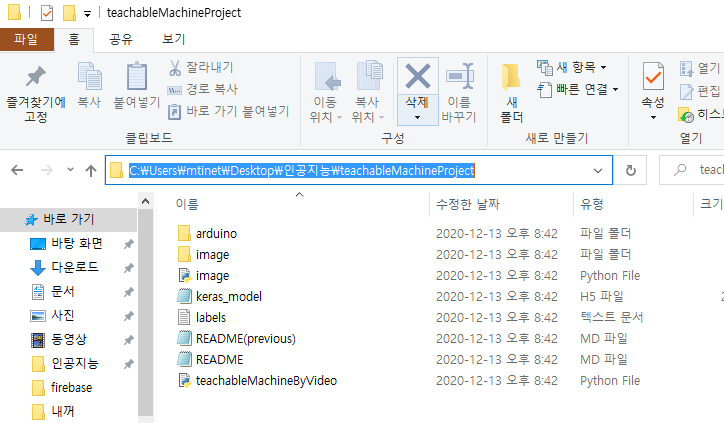 teachableMachineProject
파일 홈 공유 보기
즐겨찾기에 고정
복사
붙여넣기
잘라내기
경로 복사
바로 가기 붙여넣기
이동 위치
복사 위치
삭제
이름 바꾸기
새 폴더
새 항목
빠른 연결
속성
열기
편집
히스
클립보드 구성 새로 만들기 열기
C:₩Users₩mtinet₩Desktop₩인공지능₩teachableMachineProject
teac
이름 수정한 날짜 유형 크기
바로 가기
바탕 화면
다운로드
문서
사진
동영상
인공지능
firebase
내꺼
arduino 2020-12-13 오후 8:42 파일 폴더
image 2020-12-13 오후 8:42 파일 폴더
image 2020-12-13 오후 8:42 Python File
keras_model 2020-12-13 오후 8:42 H5 파일
labels 2020-12-13 오후 8:42 텍스트 문서
README(previous) 2020-12-13 오후 8:42 MD 파일
README 2020-12-13 오후 8:42 MD 파일
teachableMachineByVideo 2020-12-13 오후 8:42 Python File